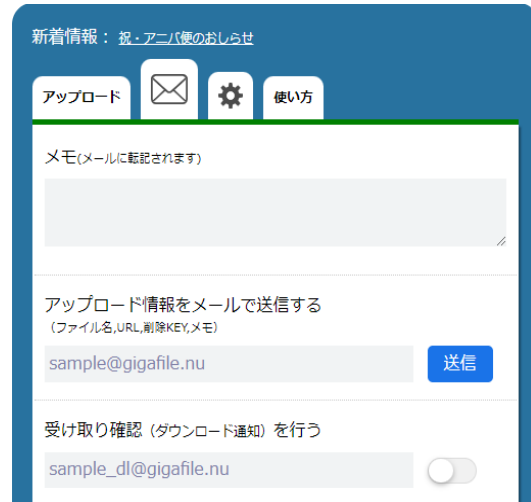 新着情報： 祝・アニバ便のおしらせ
アップロード 使い方
メモ(メールに転記されます)
アップロード情報をメールで送信する
（ファイル名,URL,削除KEY,メモ）
sample@gigafile.nu 送信
受け取り確認（ダウンロード通知）を行う
sample_dl@gigafile.nu